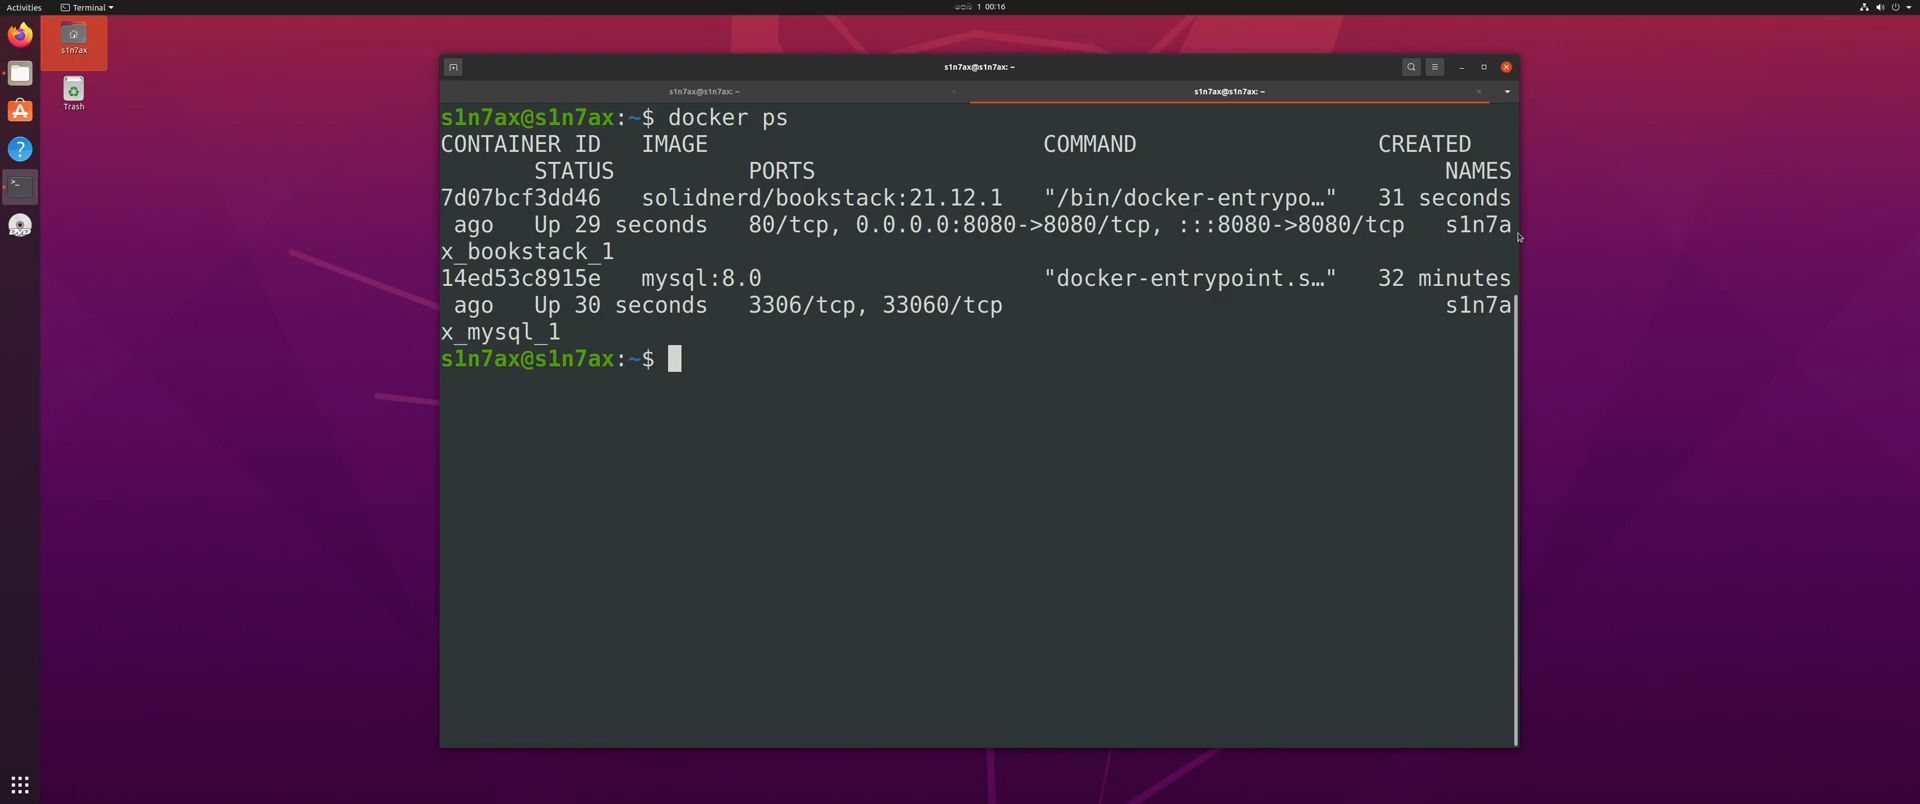 Activities
Terminal
පෙබ 1 00:16
s1n7ax
Trash
s1n7ax@s1n7ax: ~
s1n7ax@s1n7ax: ~
s1n7ax@s1n7ax: ~
s1n7ax@s1n7ax:~$ docker ps
CONTAINER ID   IMAGE                         COMMAND                  CREATED
       STATUS          PORTS                                               NAMES
7d07bcf3dd46   solidnerd/bookstack:21.12.1   "/bin/docker-entrypo…"   31 seconds
 ago   Up 29 seconds   80/tcp, 0.0.0.0:8080->8080/tcp, :::8080->8080/tcp   s1n7a
x_bookstack_1
14ed53c8915e   mysql:8.0                     "docker-entrypoint.s…"   32 minutes
 ago   Up 30 seconds   3306/tcp, 33060/tcp                                 s1n7a
x_mysql_1
s1n7ax@s1n7ax:~$